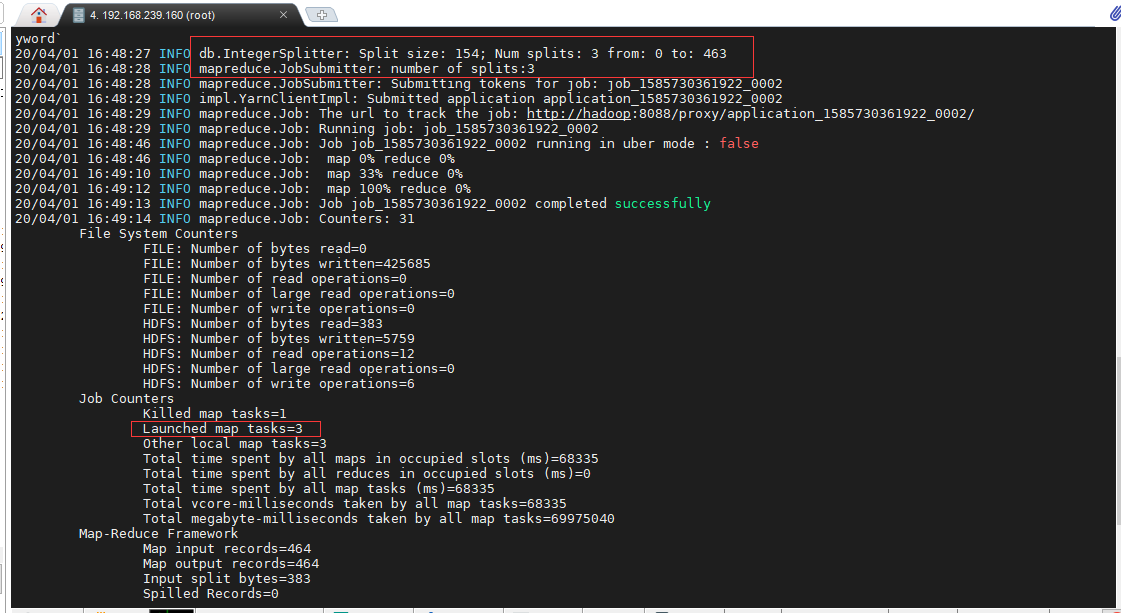 4. 192.168.239.160 (root)
yword`
20/04/01 16:48:27 INFO db.IntegerSplitter: Split size: 154; Num splits: 3 from: 0 to: 463
20/04/01 16:48:28 INFO mapreduce.JobSubmitter: number of splits:3
20/04/01 16:48:28 INFO mapreduce.JobSubmitter: Submitting tokens for job: job_1585730361922_0002
20/04/01 16:48:29 INFO impl.YarnClientImpl: Submitted application application_1585730361922_0002
20/04/01 16:48:29 INFO mapreduce.Job: The url to track the job: http://hadoop:8088/proxy/application_1585730361922_0002/
20/04/01 16:48:29 INFO mapreduce.Job: Running job: job_1585730361922_0002
20/04/01 16:48:46 INFO mapreduce.Job: Job job_1585730361922_0002 running in uber mode : false
20/04/01 16:48:46 INFO mapreduce.Job:  map 0% reduce 0%
20/04/01 16:49:10 INFO mapreduce.Job:  map 33% reduce 0%
20/04/01 16:49:12 INFO mapreduce.Job:  map 100% reduce 0%
20/04/01 16:49:13 INFO mapreduce.Job: Job job_1585730361922_0002 completed successfully
20/04/01 16:49:14 INFO mapreduce.Job: Counters: 31
File System Counters
FILE: Number of bytes read=0
FILE: Number of bytes written=425685
FILE: Number of read operations=0
FILE: Number of large read operations=0
FILE: Number of write operations=0
HDFS: Number of bytes read=383
HDFS: Number of bytes written=5759
HDFS: Number of read operations=12
HDFS: Number of large read operations=0
HDFS: Number of write operations=6
Job Counters
Killed map tasks=1
Launched map tasks=3
Other local map tasks=3
Total time spent by all maps in occupied slots (ms)=68335
Total time spent by all reduces in occupied slots (ms)=0
Total time spent by all map tasks (ms)=68335
Total vcore-milliseconds taken by all map tasks=68335
Total megabyte-milliseconds taken by all map tasks=69975040
Map-Reduce Framework
Map input records=464
Map output records=464
Input split bytes=383
Spilled Records=0